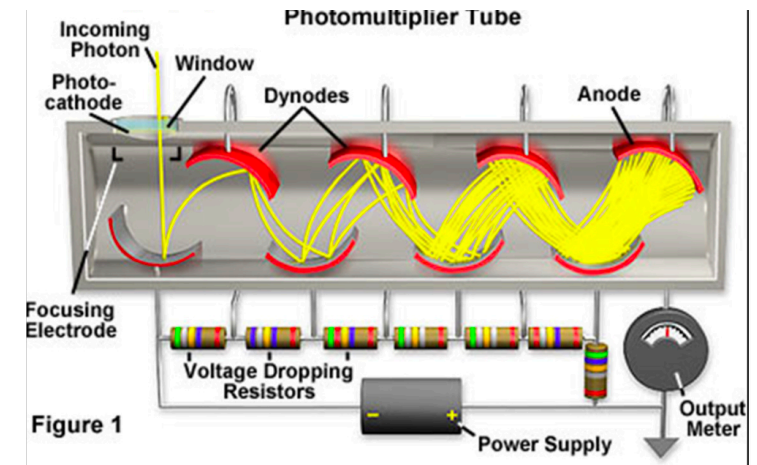 Photomultiplier Tube
Incoming
Photon
Window
Photo-
cathode
Dynodes
Anode
Focusing
Electrode
Voltage Dropping
Resistors
Figure 1
Power Supply
Output
Meter